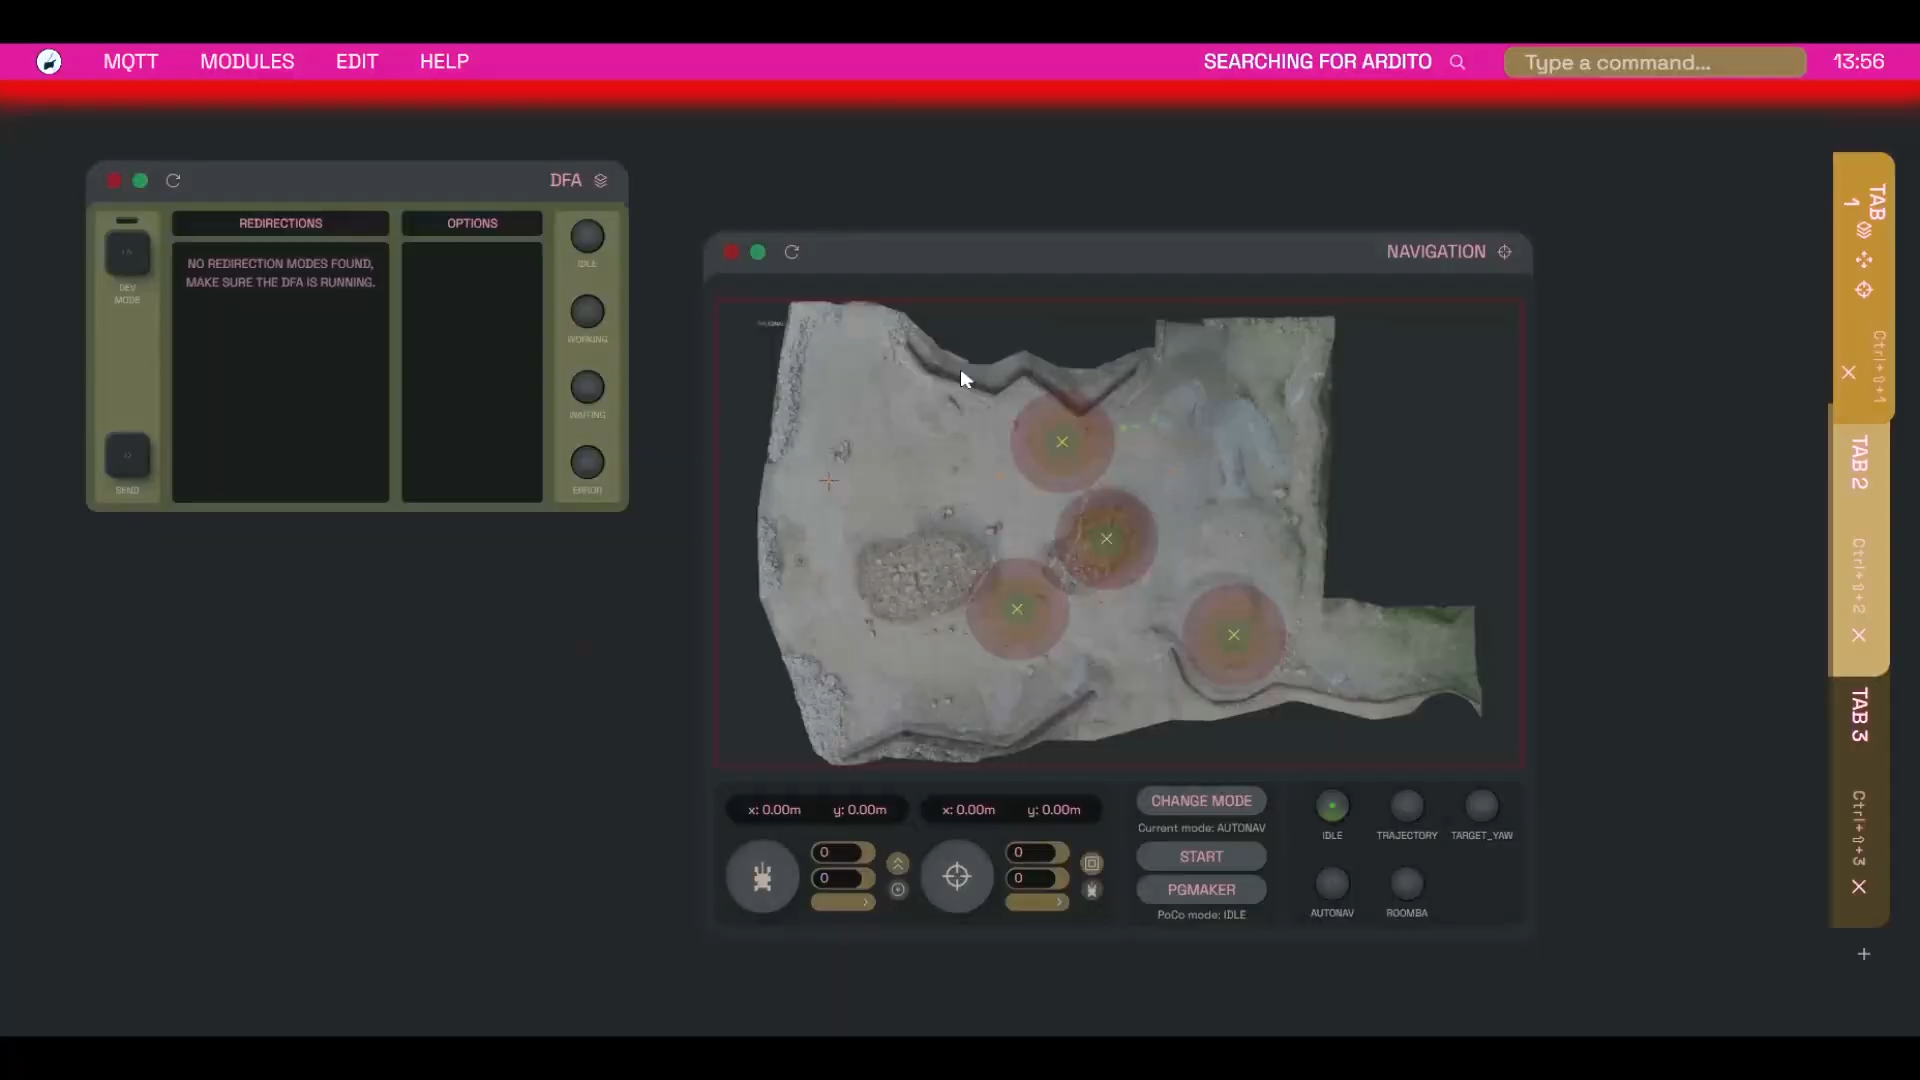 MQTT MODULES EDIT HELP SEARCHING FOR ARDITO Type a command... 13:56
DFA
REDIRECTIONS OPTIONS
NO REDIRECTION MODES FOUND,
MAKE SURE THE DFA IS RUNNING.
DEV
MODE
SEND
IDLE
WORKING
WAITING
ERROR
NAVIGATION
x: 0.00m y: 0.00m
x: 0.00m y: 0.00m
0
0
0
0
CHANGE MODE
Current mode: AUTONAV
START
PGMAKER
PoCo mode: IDLE
IDLE TRAJECTORY TARGET_YAW
AUTONAV ROOMBA
TAB
1
Ctrl+⇧+1
TAB 2
Ctrl+⇧+2
TAB 3
Ctrl+⇧+3